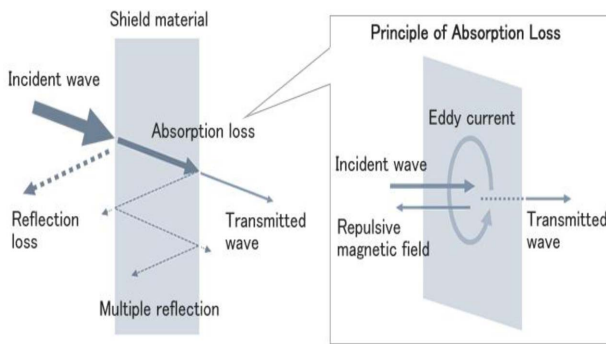 Shield material
Incident wave
Absorption loss
Reflection
loss
Transmitted
wave
Multiple reflection
Principle of Absorption Loss
Eddy current
Incident wave
Repulsive
magnetic field
Transmitted
wave